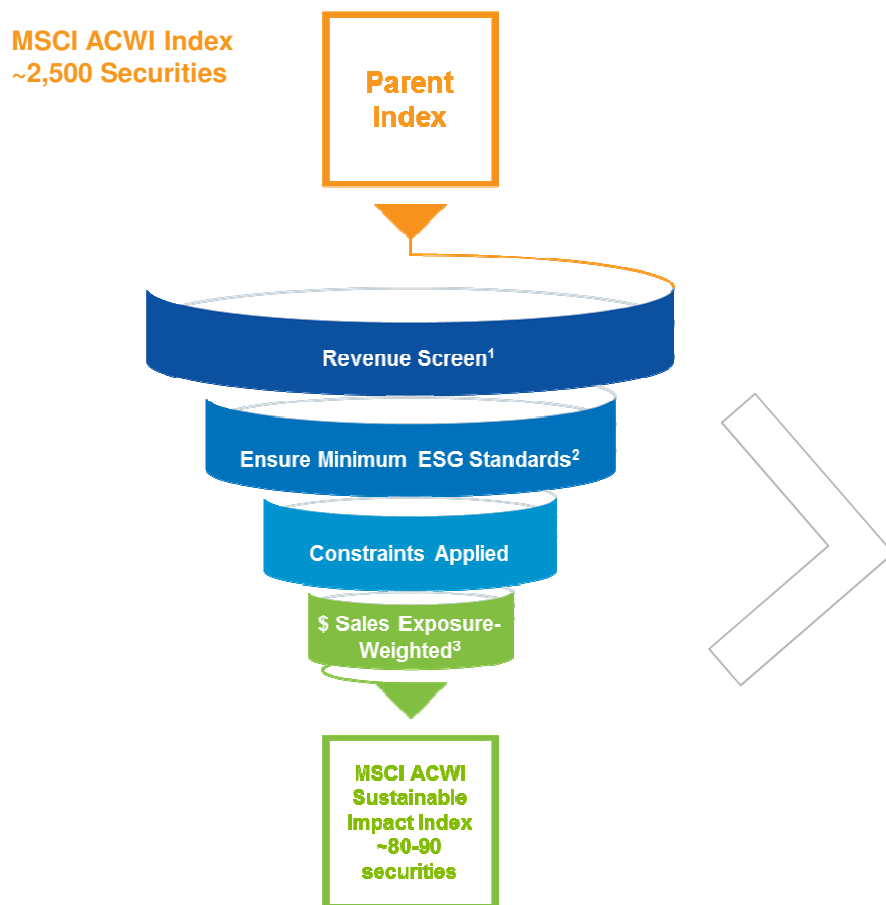 MSCI ACWI Index
~2,500 Securities
Parent
Index
Revenue Screen¹
Ensure Minimum ESG Standards²
Constraints Applied
$ Sales Exposure-
Weighted³
MSCI ACWI
Sustainable
Impact Index
~80-90
securities